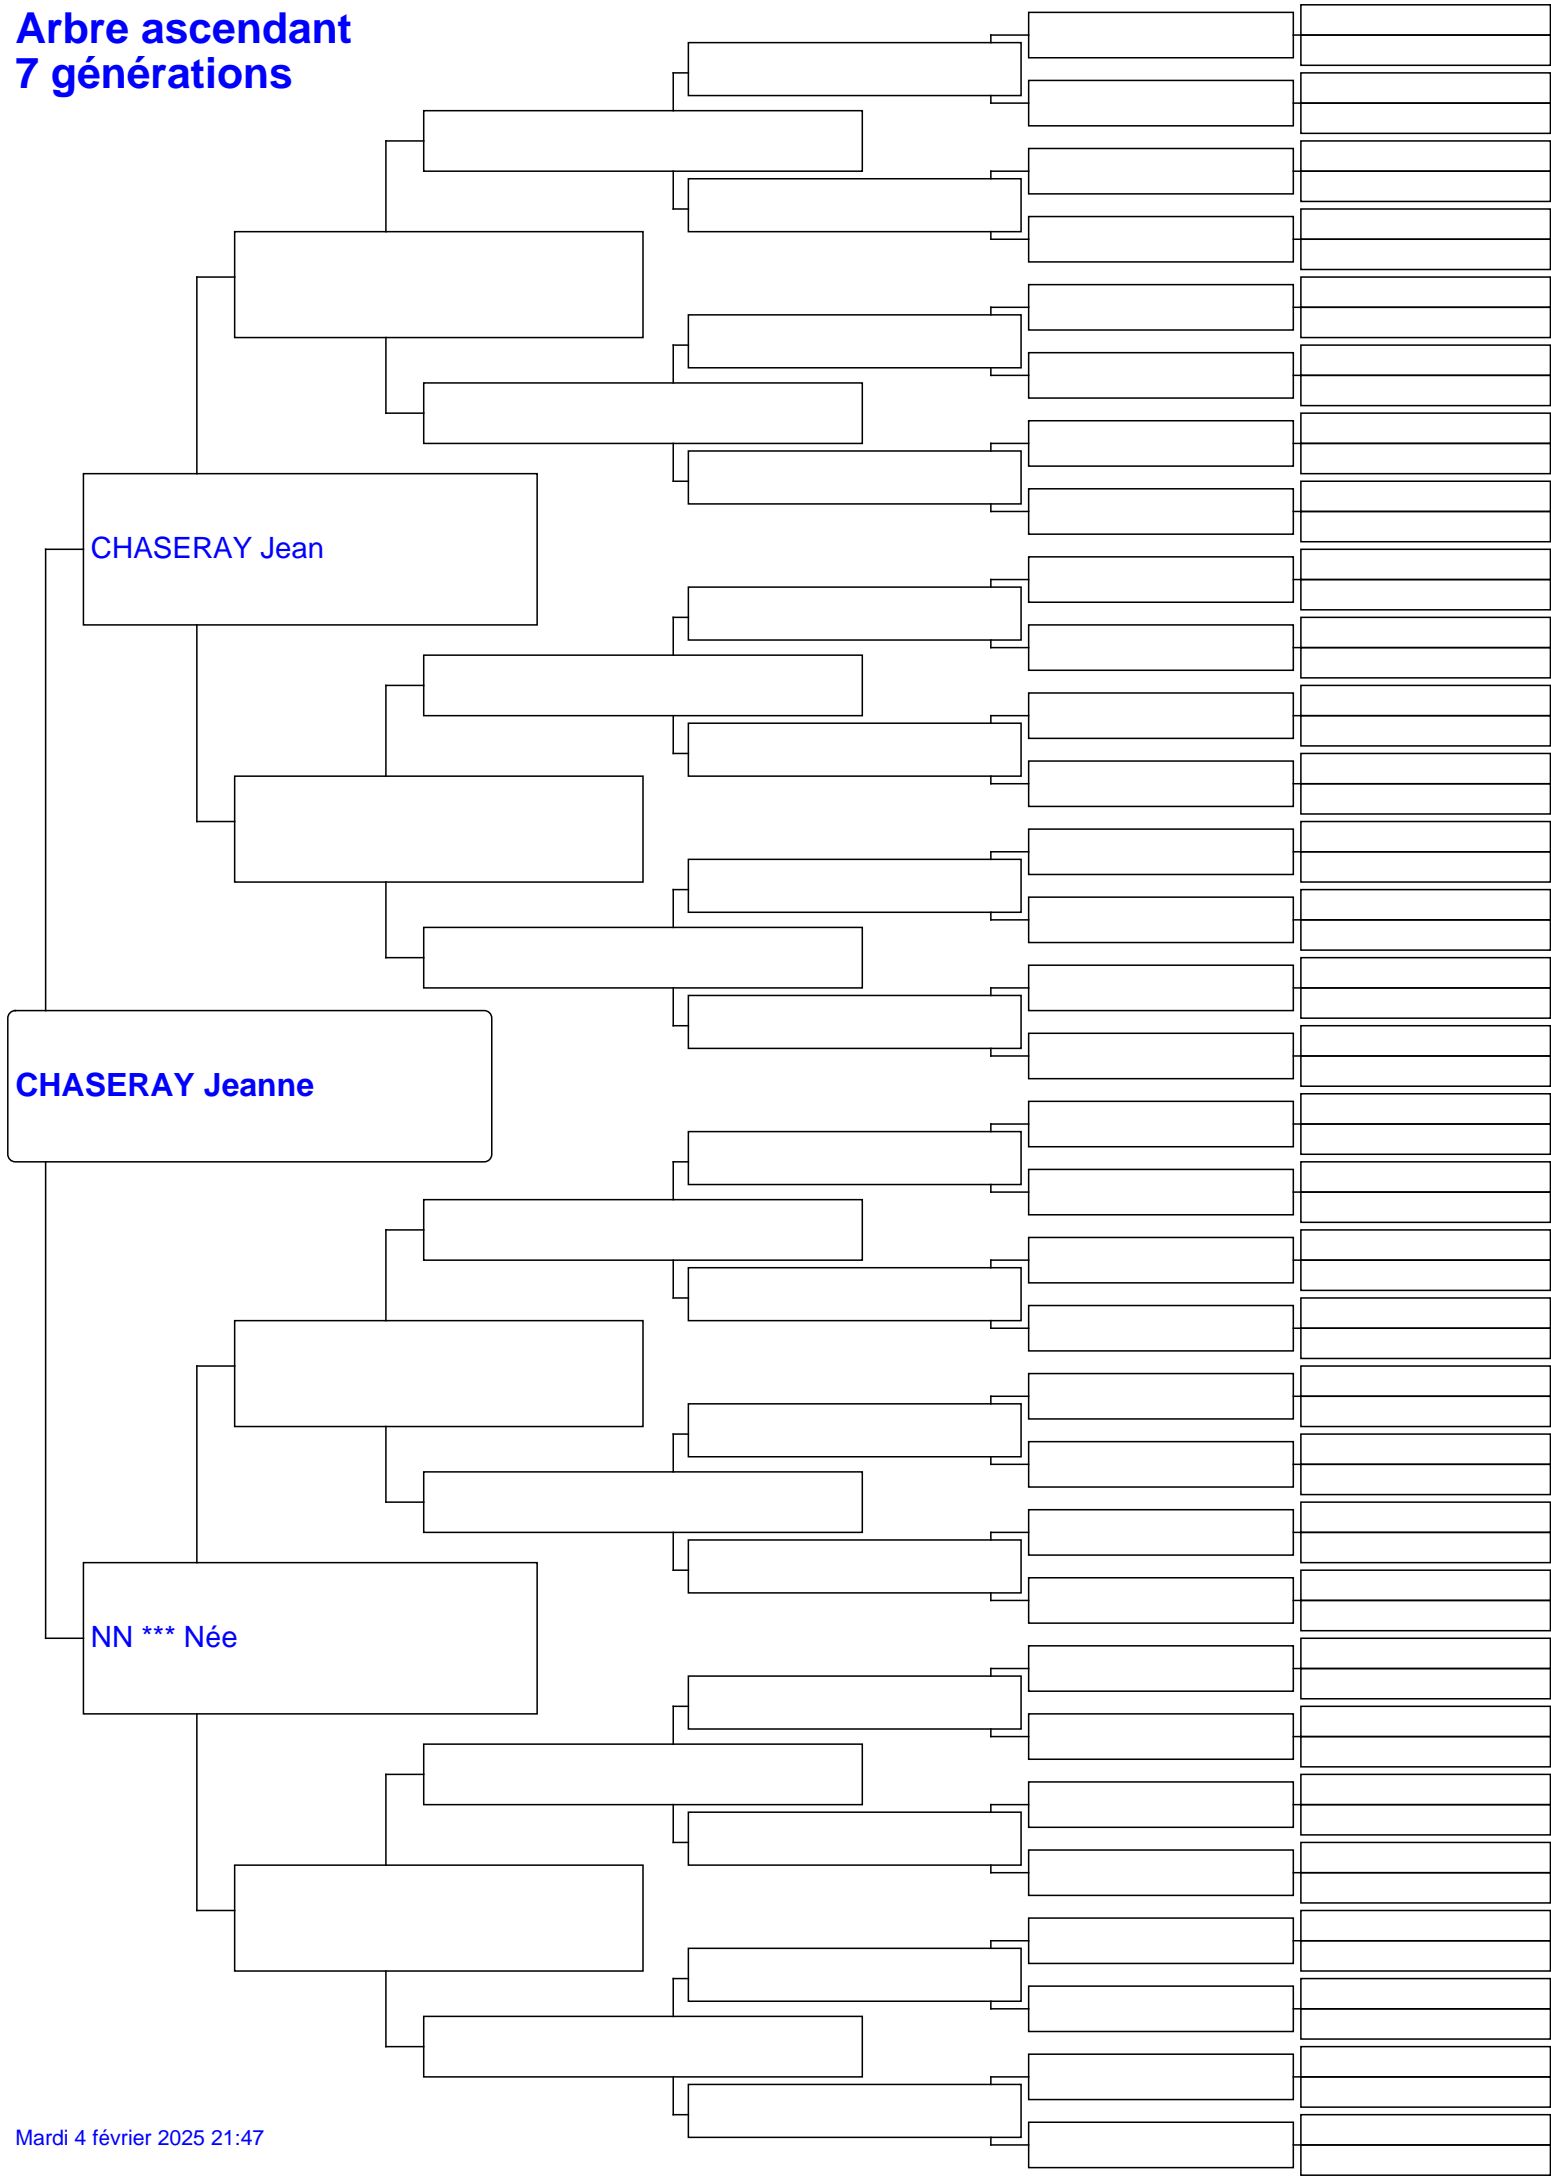 Arbre ascendant
7 générations
CHASERAY Jean
CHASERAY Jeanne
NN *** Née
Mardi 4 février 2025 21:47